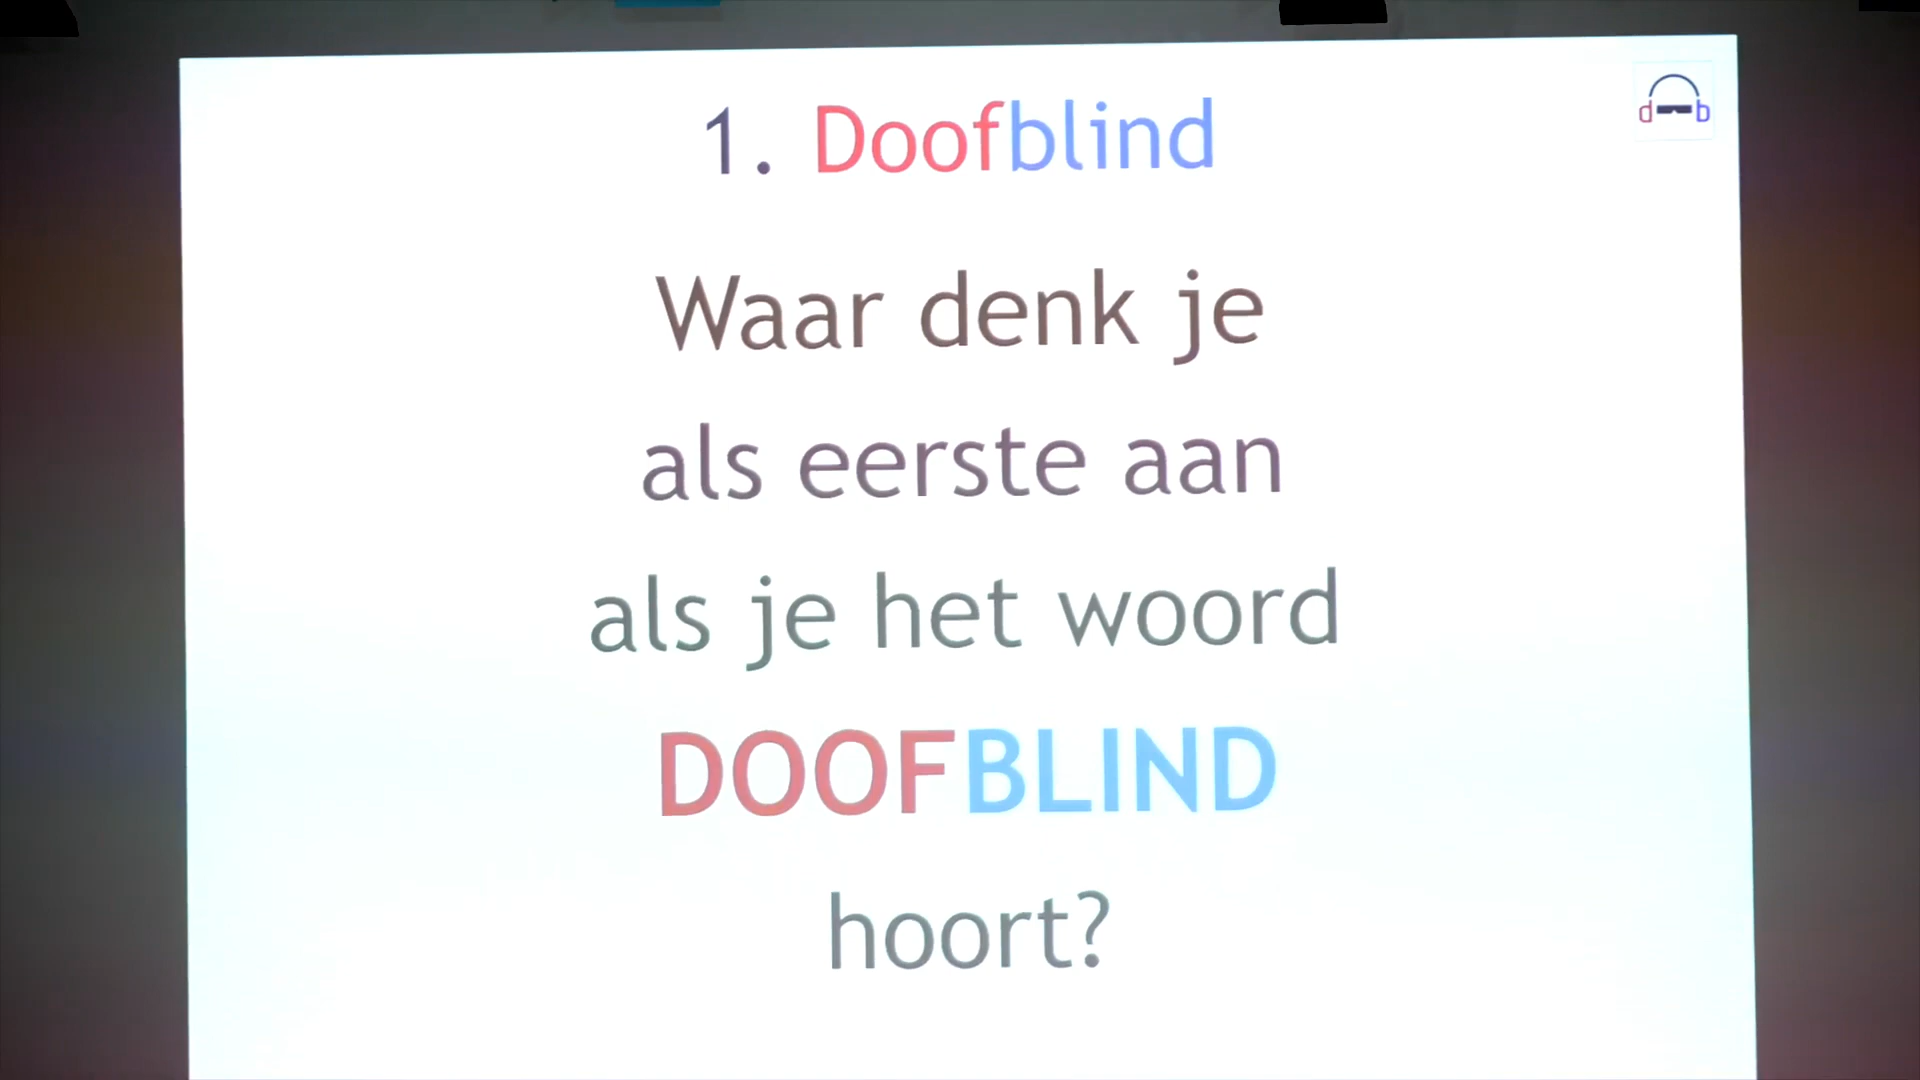 1. Doofblind
d b
Waar denk je
als eerste aan
als je het woord
DOOFBLIND
hoort?